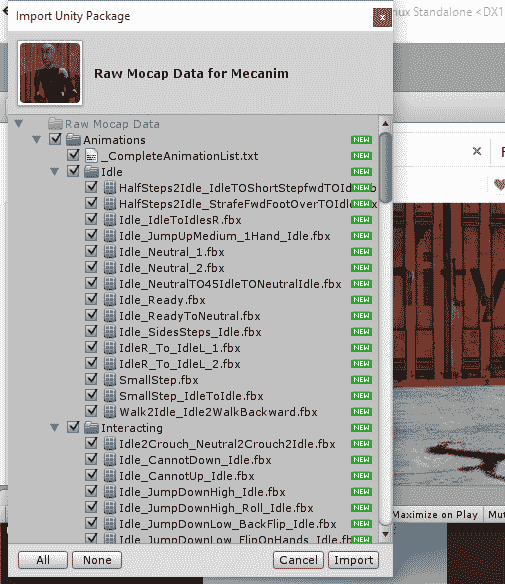 Import Unity Package
nux Standalone <DX1
Raw Mocap Data for Mecanim
Raw Mocap Data
Animations NEW
_CompleteAnimationList.txt NEW
Idle NEW
HalfSteps2Idle_IdleTOShortStepfwdTOId NEW
HalfSteps2Idle_StrafeFwdFootOverTOId NEW
Idle_IdleToIdlesR.fbx NEW
Idle_JumpUpMedium_1Hand_Idle.fbx NEW
Idle_Neutral_1.fbx NEW
Idle_Neutral_2.fbx NEW
Idle_NeutralTO45IdleTONeutralIdle.fbx NEW
Idle_Ready.fbx NEW
Idle_ReadyToNeutral.fbx NEW
Idle_SidesSteps_Idle.fbx NEW
IdleR_To_IdleL_1.fbx NEW
IdleR_To_IdleL_2.fbx NEW
SmallStep.fbx NEW
SmallStep_IdleToIdle.fbx NEW
Walk2Idle_Idle2WalkBackward.fbx NEW
Interacting NEW
Idle2Crouch_Neutral2Crouch2Idle.fbx NEW
Idle_CannotDown_Idle.fbx NEW
Idle_CannotUp_Idle.fbx NEW
Idle_JumpDownHigh_Idle.fbx NEW
Idle_JumpDownHigh_Roll_Idle.fbx NEW
Idle_JumpDownLow_BackFlip_Idle.fbx NEW
Idle_JumpDownLow_FlipOnHands_Idle.fb NEW
Maximize on Play Mut
All None Cancel Import